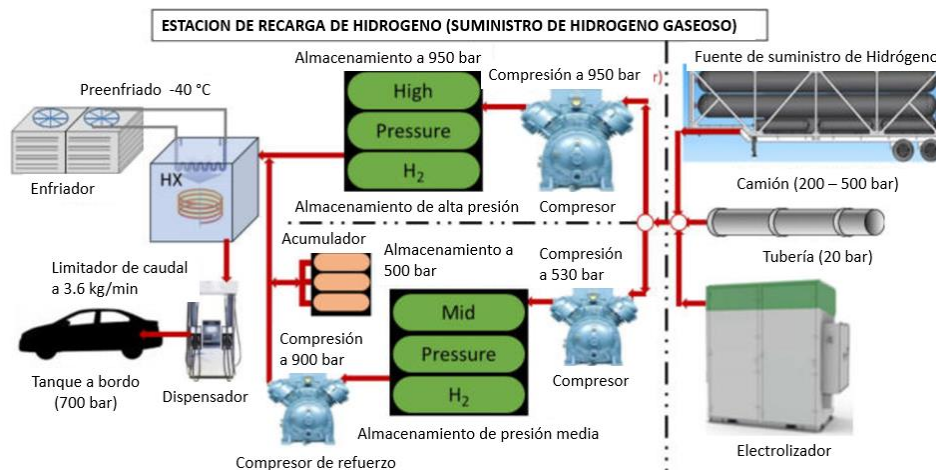 ESTACION DE RECARGA DE HIDROGENO (SUMINISTRO DE HIDROGENO GASEOSO)
Almacenamiento a 950 bar
Compresión a 950 bar
r)
Fuente de suministro de Hidrógeno
Preenfriado -40 °C
High
Pressure
H₂
HX
Enfriador
Camión (200 – 500 bar)
Almacenamiento de alta presión
Compresor
Acumulador
Almacenamiento a
500 bar
Compresión
a 530 bar
Tubería (20 bar)
Limitador de caudal
a 3.6 kg/min
Mid
Pressure
H₂
Compresión
a 900 bar
Compresor
Tanque a bordo
(700 bar)
Dispensador
Almacenamiento de presión media
Electrolizador
Compresor de refuerzo